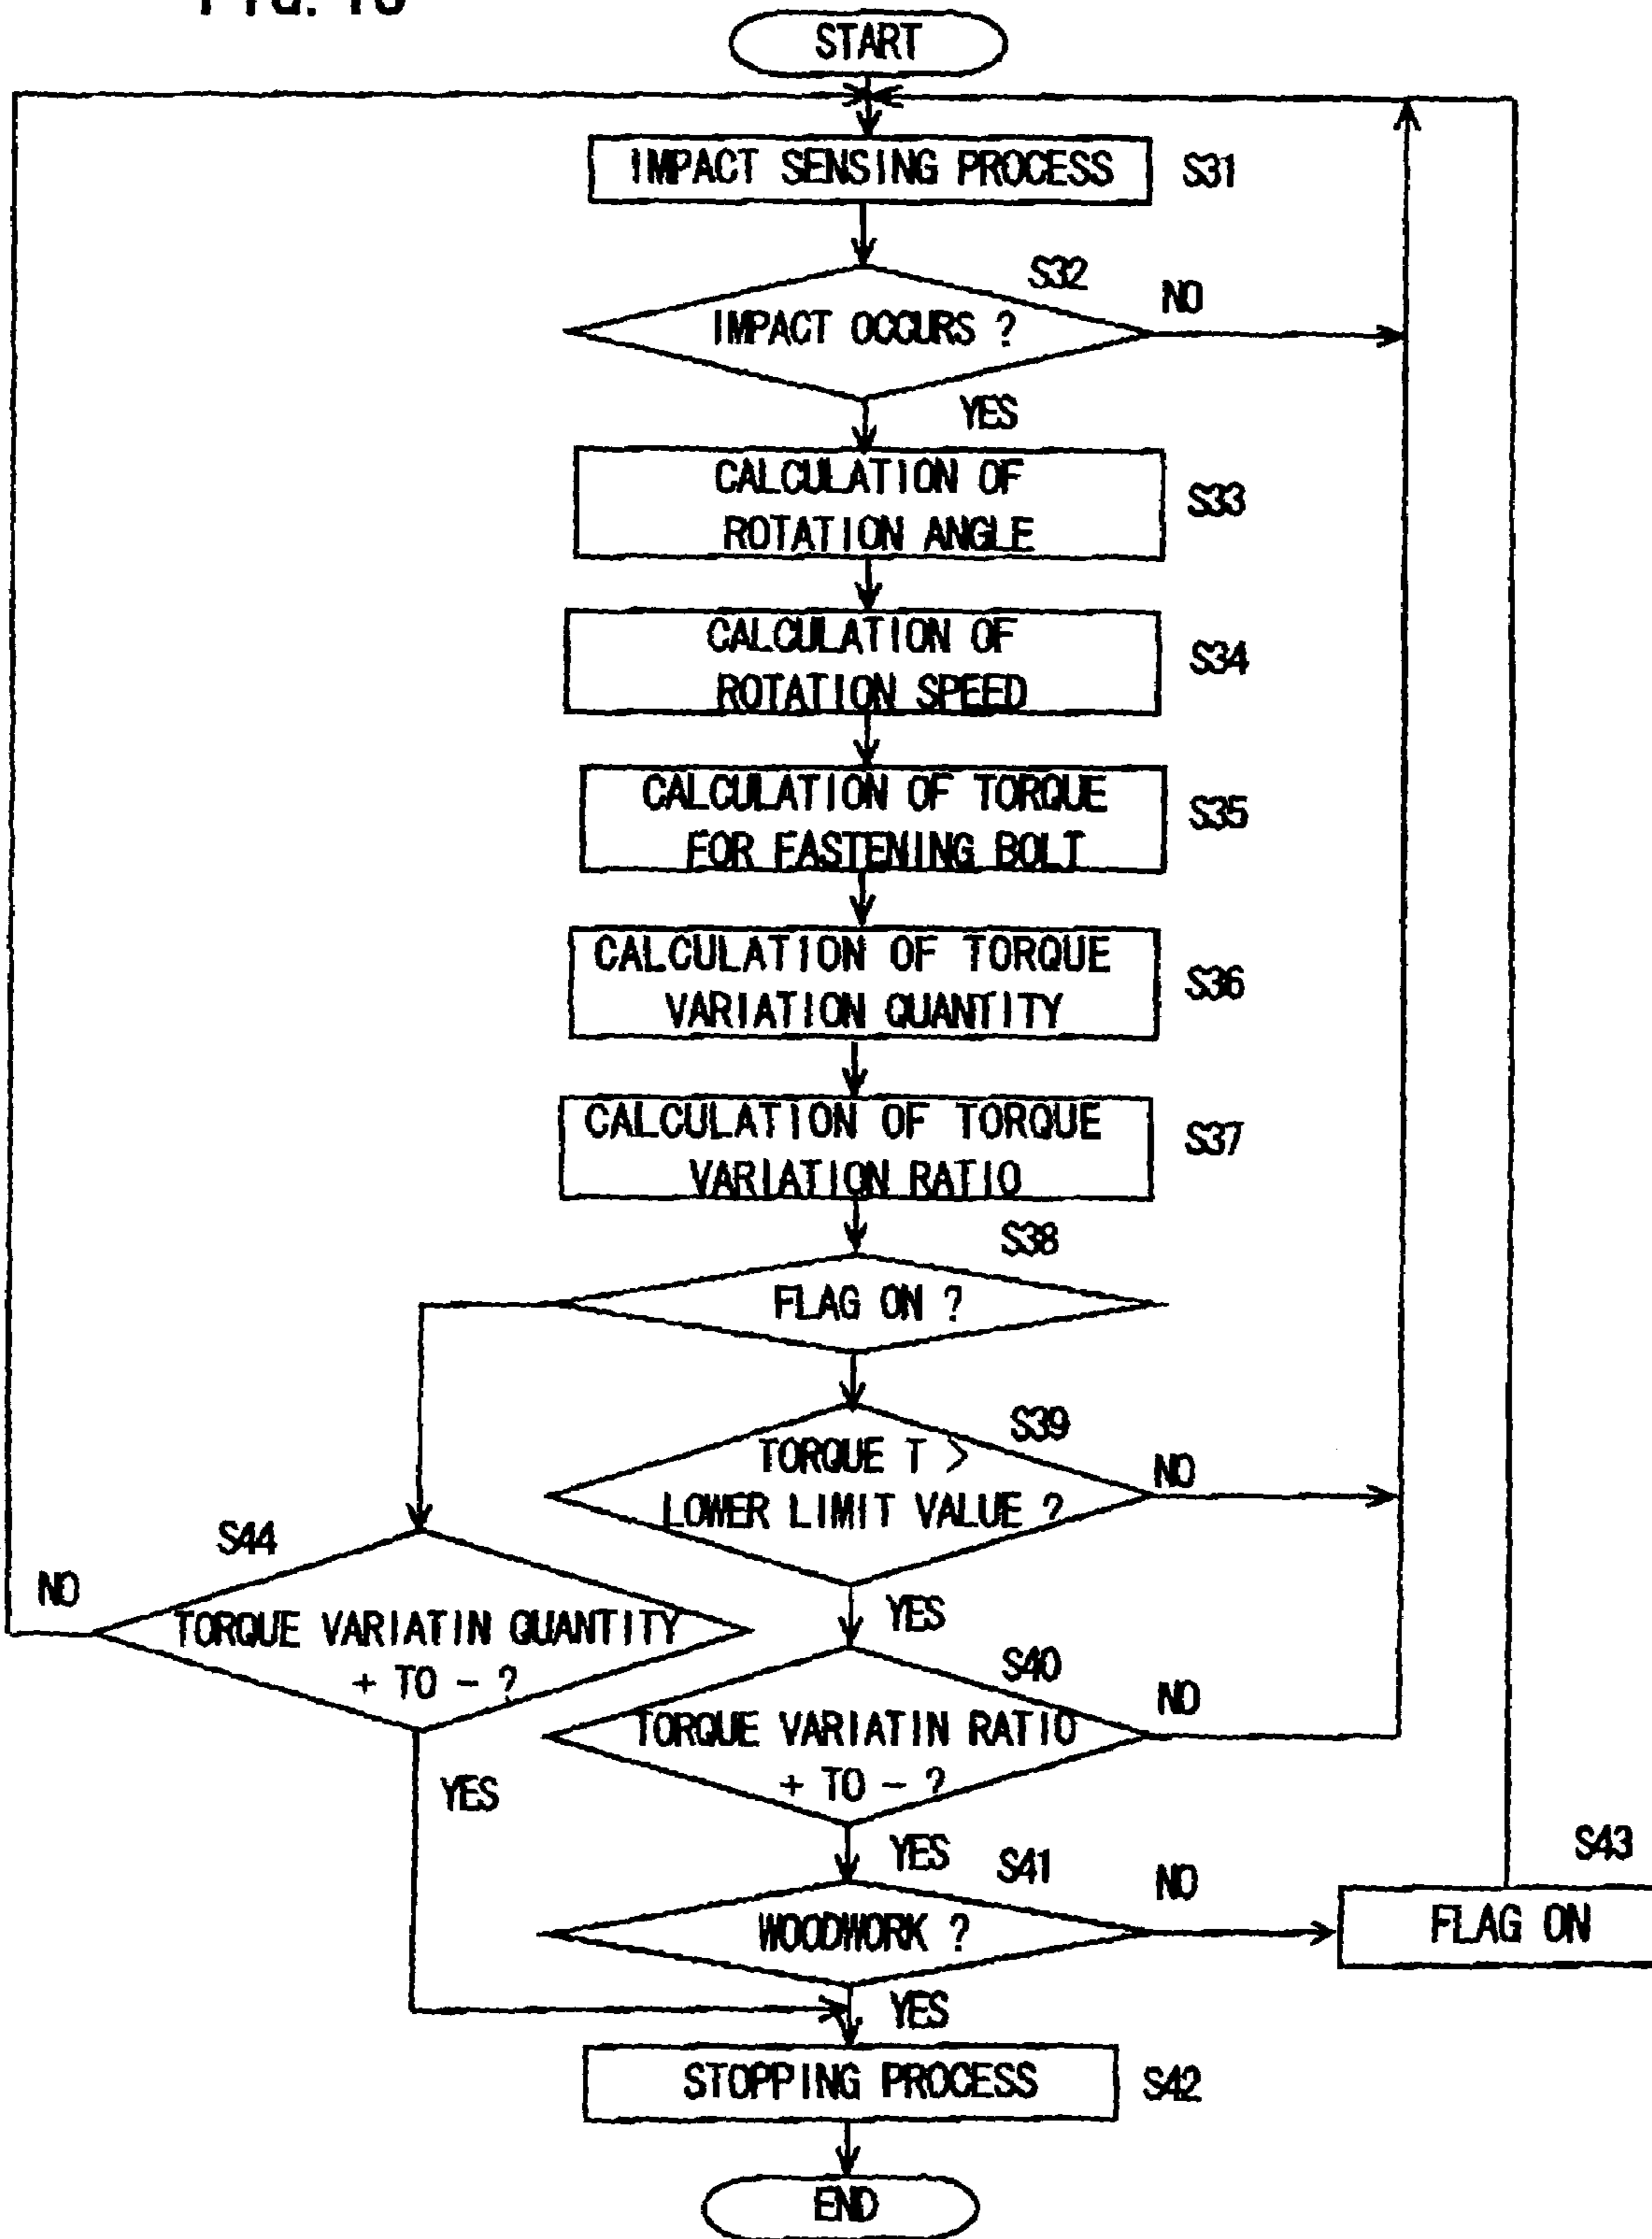 START
IMPACT SENSING PROCESS S31
S32
IMPACT OCCURS ?
NO
YES
CALCULATION OF
ROTATION ANGLE
S33
CALCULATION OF
ROTATION SPEED
S34
CALCULATION OF TORQUE
FOR FASTENING BOLT
S35
CALCULATION OF TORQUE
VARIATION QUANTITY
S36
CALCULATION OF TORQUE
VARIATION RATIO
S37
S38
FLAG ON ?
S39
TORQUE T >
LOWER LIMIT VALUE ?
NO
YES
S44
NO
TORQUE VARIATIN QUANTITY
+ TO - ?
YES
S40
TORQUE VARIATIN RATIO
+ TO - ?
NO
YES
S41
WOODWORK ?
NO
S43
FLAG ON
YES
STOPPING PROCESS S42
END